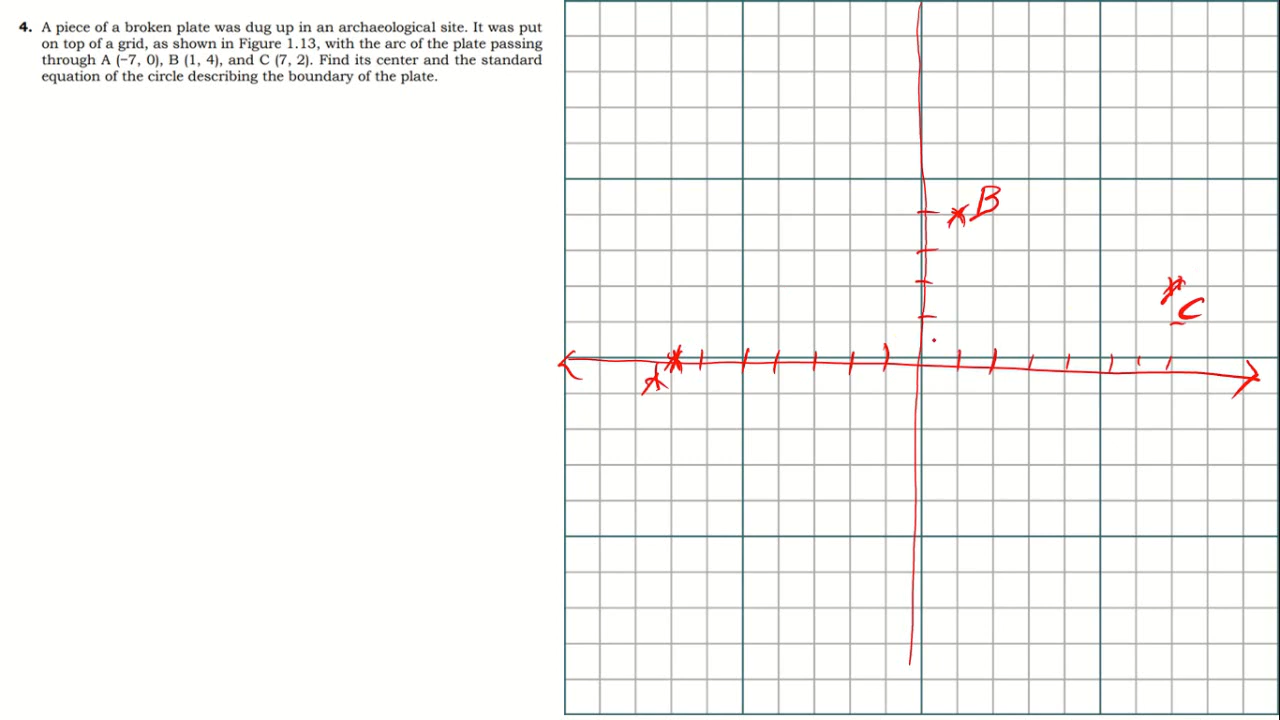 4. A piece of a broken plate was dug up in an archaeological site. It was put
on top of a grid, as shown in Figure 1.13, with the arc of the plate passing
through A (−7, 0), B (1, 4), and C (7, 2). Find its center and the standard
equation of the circle describing the boundary of the plate.
B
C
A